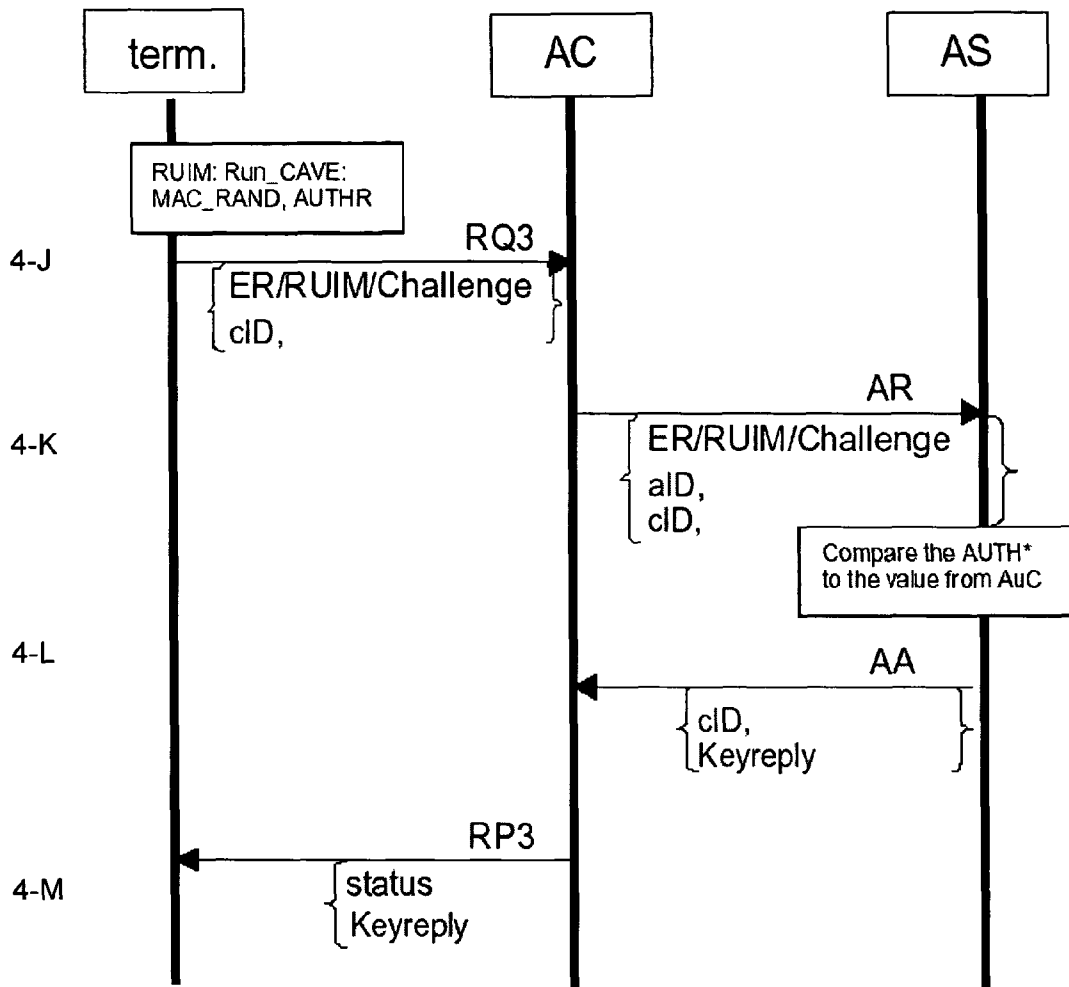 term.
AC
AS
RUIM: Run_CAVE:
MAC_RAND, AUTHR
4-J
RQ3
ER/RUIM/Challenge
cID,
4-K
AR
ER/RUIM/Challenge
aID,
cID,
Compare the AUTH*
to the value from AuC
4-L
AA
cID,
Keyreply
4-M
RP3
status
Keyreply